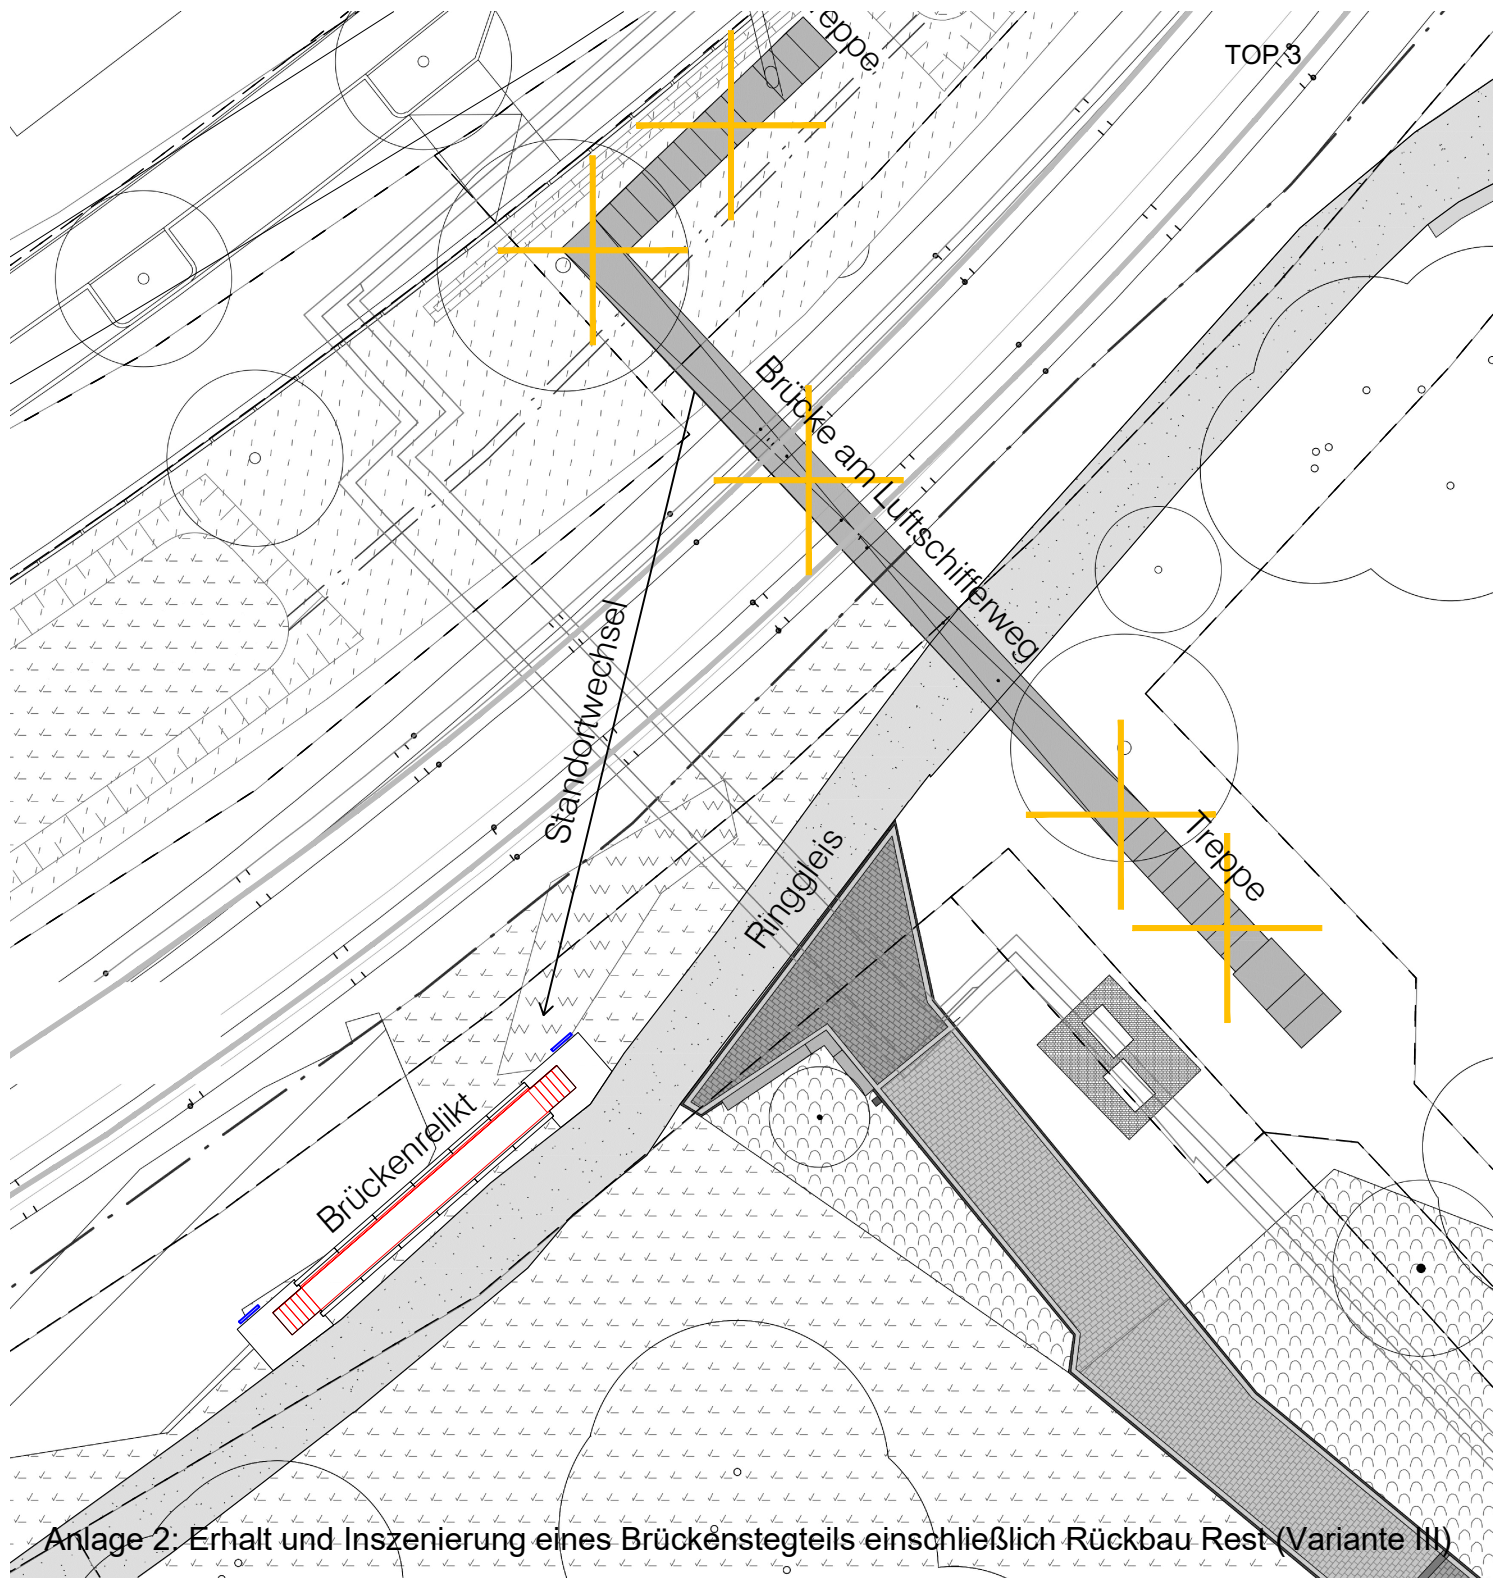 TOP 3
Brücke am Luftschifferweg
Standortwechsel
Treppe
Ringgleis
Brückenrelikt
Anlage 2: Erhalt und Inszenierung eines Brückenstegteils einschließlich Rückbau Rest (Variante III)